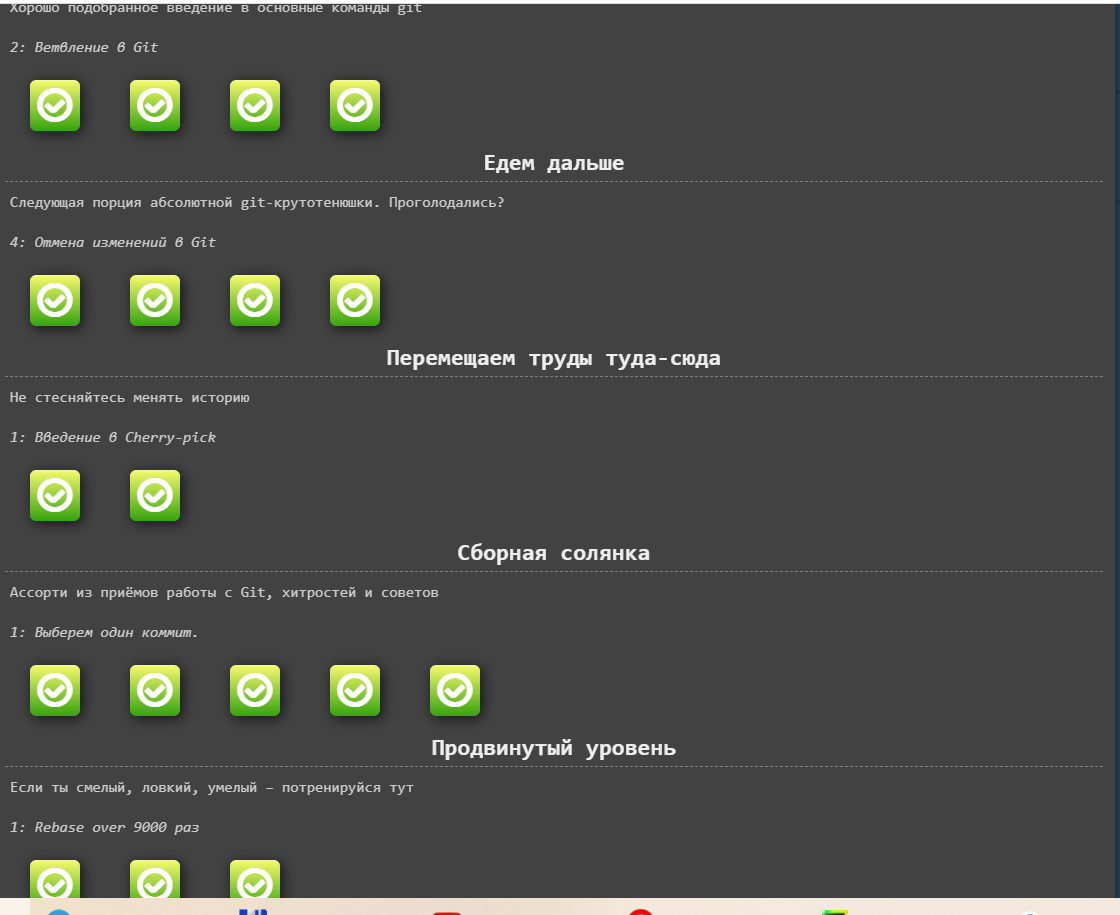 Хорошо подобранное введение в основные команды git
2: Ветвление в Git
Едем дальше
Следующая порция абсолютной git-крутотенюшки. Проголодались?
4: Отмена изменений в Git
Перемещаем труды туда-сюда
Не стесняйтесь менять историю
1: Введение в Cherry-pick
Сборная солянка
Ассорти из приёмов работы с Git, хитростей и советов
1: Выберем один коммит.
Продвинутый уровень
Если ты смелый, ловкий, умелый – потренируйся тут
1: Rebase over 9000 раз